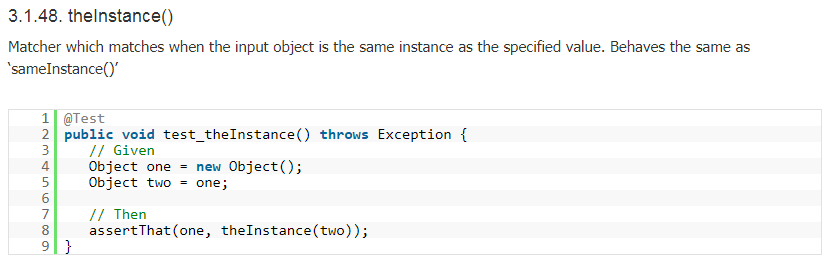 3.1.48. theInstance()
Matcher which matches when the input object is the same instance as the specified value. Behaves the same as
‘sameInstance()’
1 @Test
2 public void test_theInstance() throws Exception {
3    // Given
4    Object one = new Object();
5    Object two = one;
6
7    // Then
8    assertThat(one, theInstance(two));
9 }